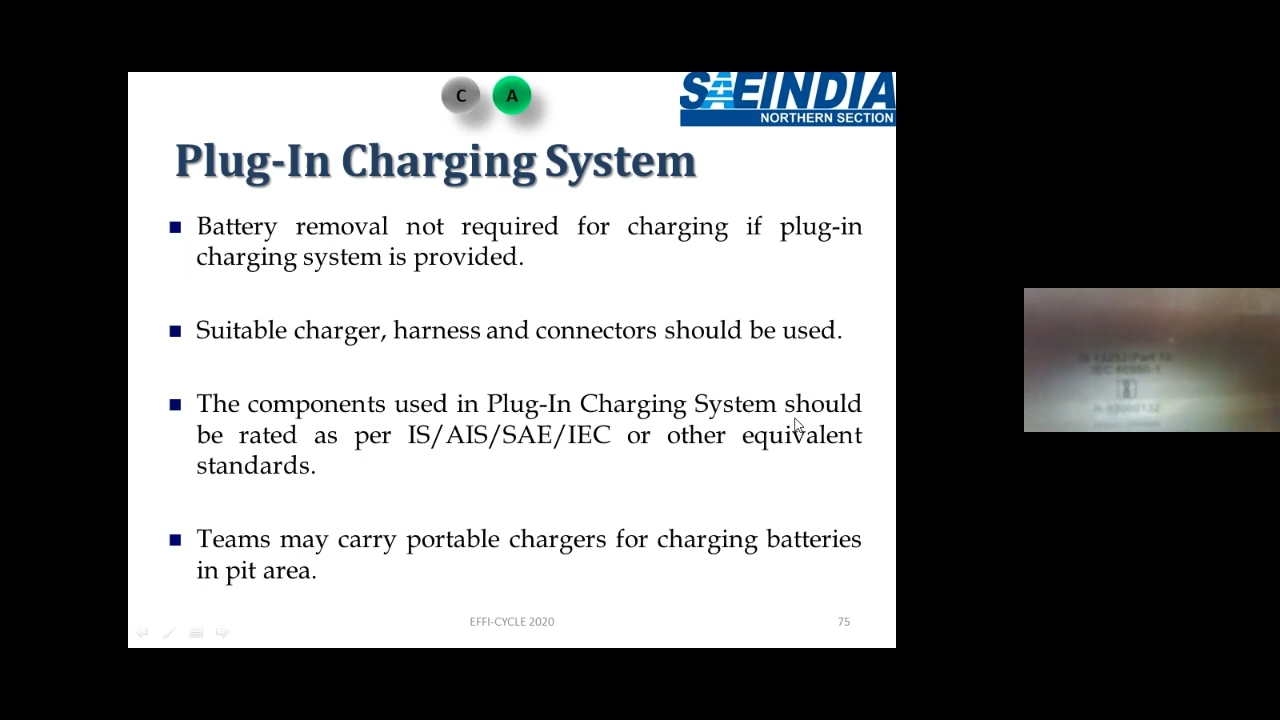 C A
SAEINDIA
NORTHERN SECTION
Plug-In Charging System
Battery removal not required for charging if plug-in
charging system is provided.
Suitable charger, harness and connectors should be used.
The components used in Plug-In Charging System should
be rated as per IS/AIS/SAE/IEC or other equivalent
standards.
Teams may carry portable chargers for charging batteries
in pit area.
EFFI-CYCLE 2020
75
IEC 60950-1